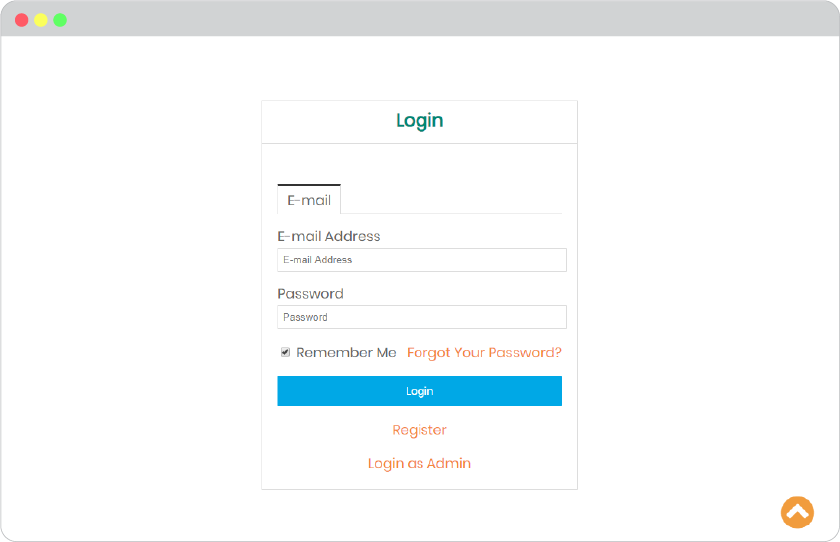 Login
E-mail
E-mail Address
E-mail Address
Password
Password
Remember Me Forgot Your Password?
Login
Register
Login as Admin